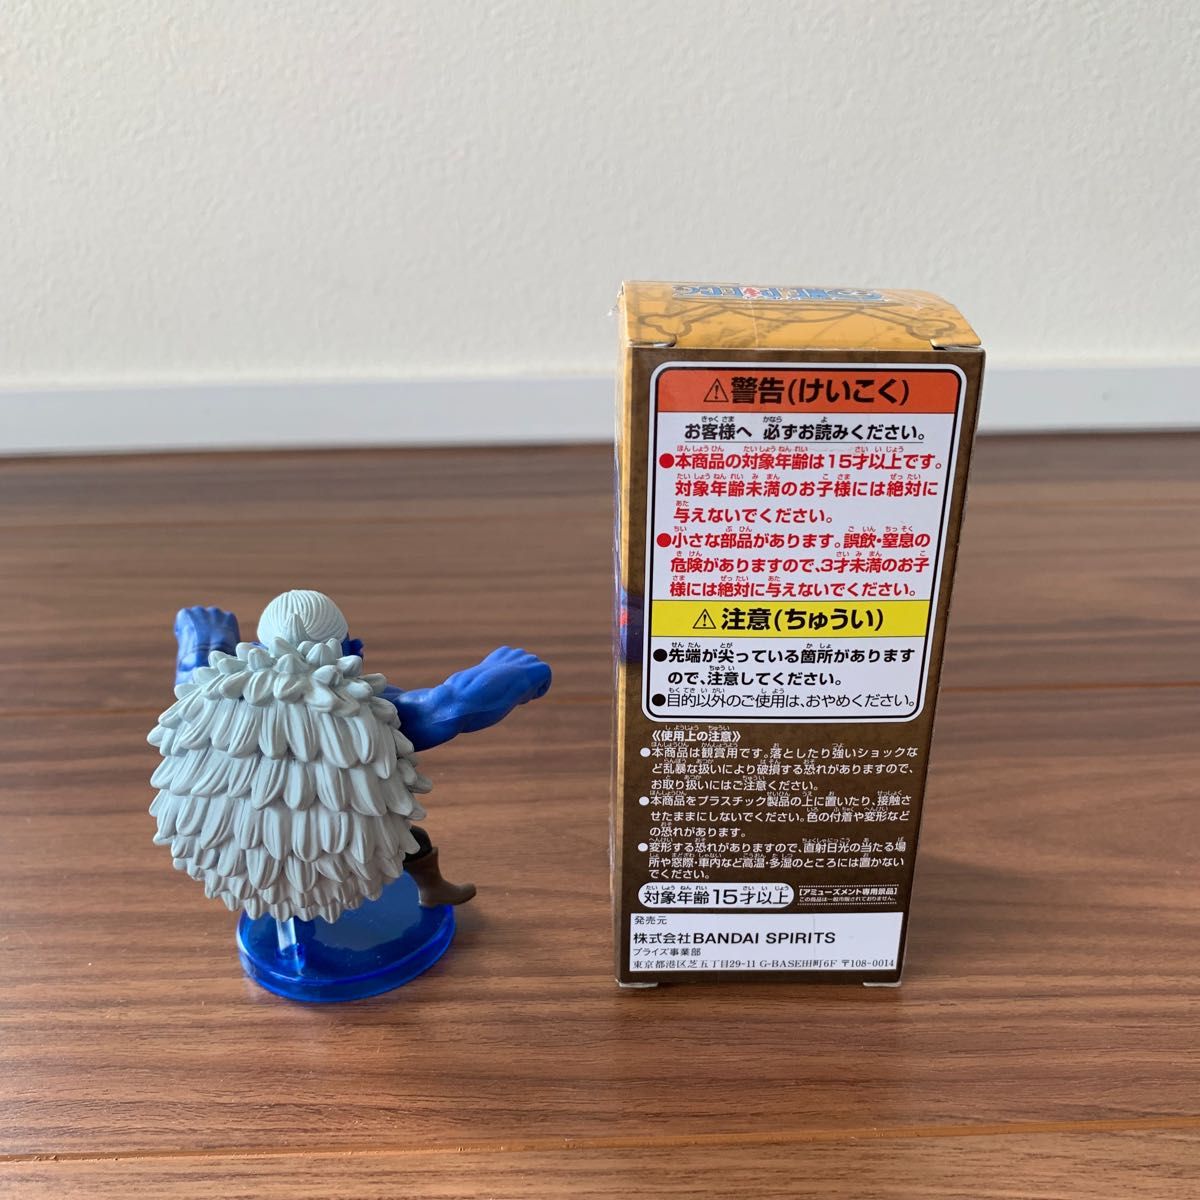 ONE PIECE
⚠警告(けいこく)
お客様へ 必ずお読みください。
●本商品の対象年齢は15才以上です。
対象年齢未満のお子様には絶対に
与えないでください。
●小さな部品があります。誤飲・窒息の
危険がありますので、3才未満のお子
様には絶対に与えないでください。
⚠注意(ちゅうい)
●先端が尖っている箇所があります
ので、注意してください。
●目的以外のご使用は、おやめください。
《使用上の注意》
●本商品は観賞用です。落としたり強いショックな
ど乱暴な扱いにより破損する恐れがありますので、
お取り扱いにはご注意ください。
●本商品をプラスチック製品の上に置いたり、接触さ
せたままにしないでください。色の付着や変形など
の恐れがあります。
●変形する恐れがありますので、直射日光の当たる場
所や窓際・車内など高温・多湿のところには置かない
でください。
対象年齢15才以上
【アミューズメント専用景品】
この商品は一般市販されておりません。
発売元
株式会社BANDAI SPIRITS
プライズ事業部
東京都港区芝五丁目29-11 G-BASE田町6F 〒108-0014